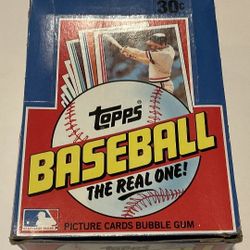 30¢
TOPPS
BASEBALL
THE REAL ONE!
PICTURE CARDS BUBBLE GUM